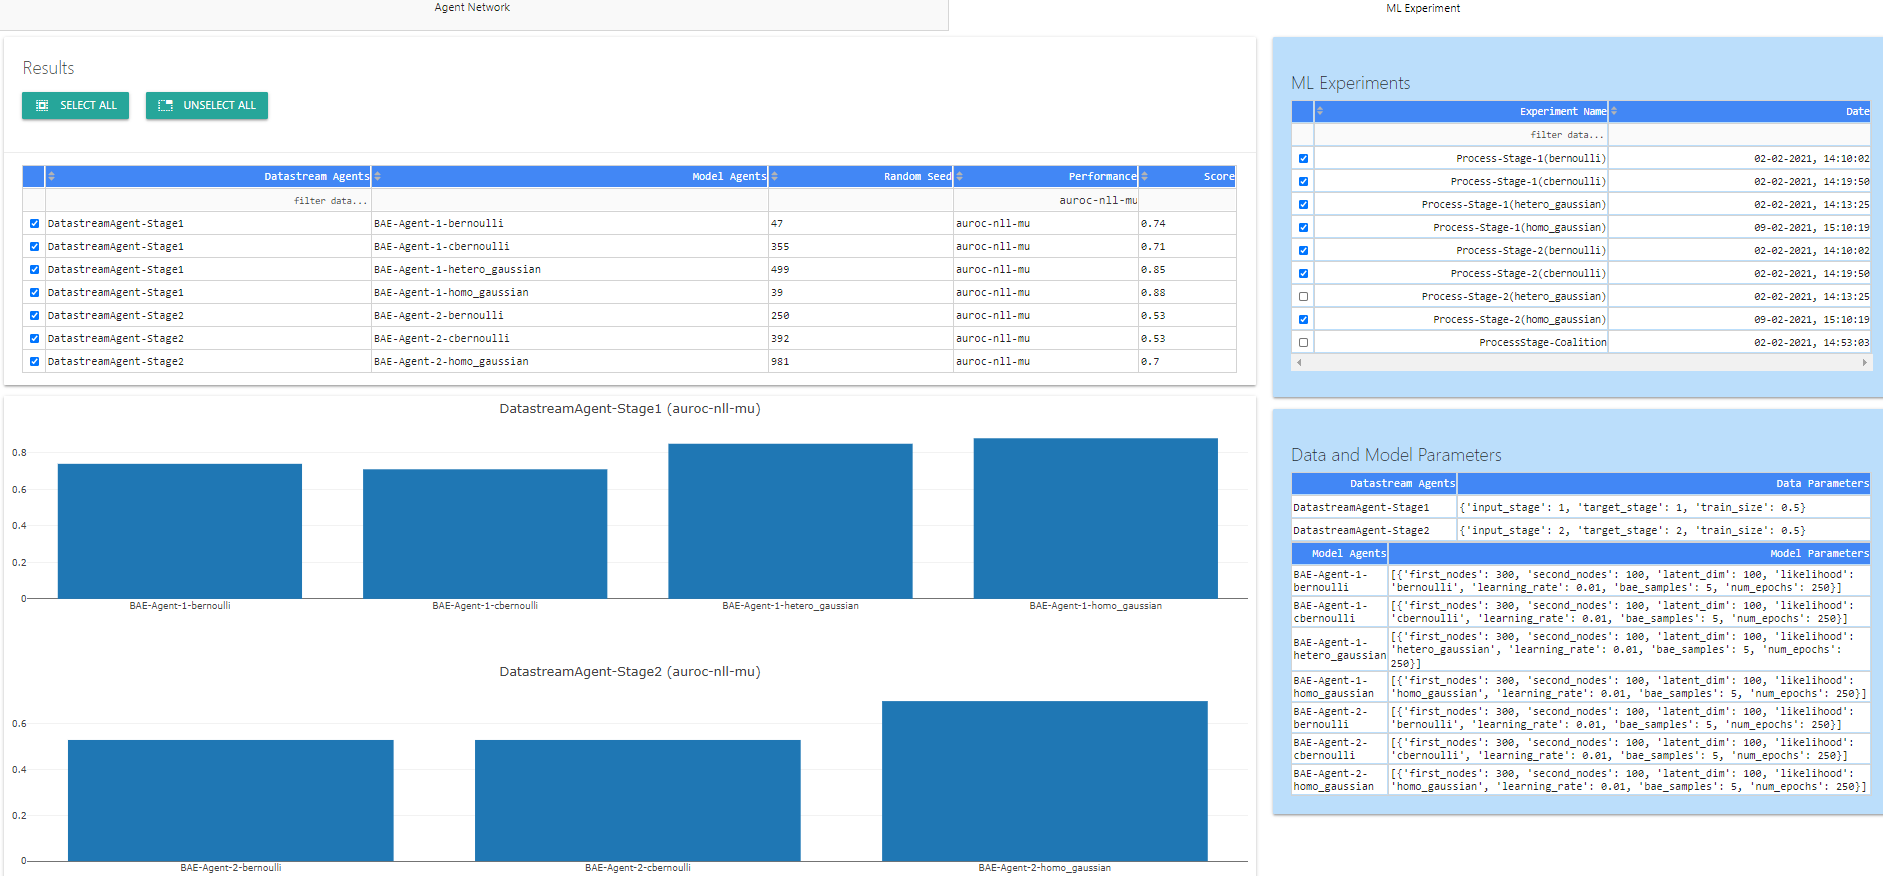 Agent Network
ML Experiment
Results
SELECT ALL
UNSELECT ALL
Datastream Agents Model Agents Random Seed Performance Score
filter data... auroc-nll-mu
DatastreamAgent-Stage1 BAE-Agent-1-bernoulli 47 auroc-nll-mu 0.74
DatastreamAgent-Stage1 BAE-Agent-1-cbernoulli 355 auroc-nll-mu 0.71
DatastreamAgent-Stage1 BAE-Agent-1-hetero_gaussian 499 auroc-nll-mu 0.85
DatastreamAgent-Stage1 BAE-Agent-1-homo_gaussian 39 auroc-nll-mu 0.88
DatastreamAgent-Stage2 BAE-Agent-2-bernoulli 250 auroc-nll-mu 0.53
DatastreamAgent-Stage2 BAE-Agent-2-cbernoulli 392 auroc-nll-mu 0.53
DatastreamAgent-Stage2 BAE-Agent-2-homo_gaussian 981 auroc-nll-mu 0.7
DatastreamAgent-Stage1 (auroc-nll-mu)
0.8
0.6
0.4
0.2
0
BAE-Agent-1-bernoulli BAE-Agent-1-cbernoulli BAE-Agent-1-hetero_gaussian BAE-Agent-1-homo_gaussian
DatastreamAgent-Stage2 (auroc-nll-mu)
0.6
0.4
0.2
0
BAE-Agent-2-bernoulli BAE-Agent-2-cbernoulli BAE-Agent-2-homo_gaussian
ML Experiments
Experiment Name Date
filter data...
Process-Stage-1(bernoulli) 02-02-2021, 14:10:02
Process-Stage-1(cbernoulli) 02-02-2021, 14:19:50
Process-Stage-1(hetero_gaussian) 02-02-2021, 14:13:25
Process-Stage-1(homo_gaussian) 09-02-2021, 15:10:19
Process-Stage-2(bernoulli) 02-02-2021, 14:10:02
Process-Stage-2(cbernoulli) 02-02-2021, 14:19:50
Process-Stage-2(hetero_gaussian) 02-02-2021, 14:13:25
Process-Stage-2(homo_gaussian) 09-02-2021, 15:10:19
ProcessStage-Coalition 02-02-2021, 14:53:03
Data and Model Parameters
Datastream Agents Data Parameters
DatastreamAgent-Stage1 {'input_stage': 1, 'target_stage': 1, 'train_size': 0.5}
DatastreamAgent-Stage2 {'input_stage': 2, 'target_stage': 2, 'train_size': 0.5}
Model Agents Model Parameters
BAE-Agent-1- [{'first_nodes': 300, 'second_nodes': 100, 'latent_dim': 100, 'likelihood':
bernoulli 'bernoulli', 'learning_rate': 0.01, 'bae_samples': 5, 'num_epochs': 250}]
BAE-Agent-1- [{'first_nodes': 300, 'second_nodes': 100, 'latent_dim': 100, 'likelihood':
cbernoulli 'cbernoulli', 'learning_rate': 0.01, 'bae_samples': 5, 'num_epochs': 250}]
BAE-Agent-1- [{'first_nodes': 300, 'second_nodes': 100, 'latent_dim': 100, 'likelihood':
hetero_gaussian 'hetero_gaussian', 'learning_rate': 0.01, 'bae_samples': 5, 'num_epochs':
250}]
BAE-Agent-1- [{'first_nodes': 300, 'second_nodes': 100, 'latent_dim': 100, 'likelihood':
homo_gaussian 'homo_gaussian', 'learning_rate': 0.01, 'bae_samples': 5, 'num_epochs': 250}]
BAE-Agent-2- [{'first_nodes': 300, 'second_nodes': 100, 'latent_dim': 100, 'likelihood':
bernoulli 'bernoulli', 'learning_rate': 0.01, 'bae_samples': 5, 'num_epochs': 250}]
BAE-Agent-2- [{'first_nodes': 300, 'second_nodes': 100, 'latent_dim': 100, 'likelihood':
cbernoulli 'cbernoulli', 'learning_rate': 0.01, 'bae_samples': 5, 'num_epochs': 250}]
BAE-Agent-2- [{'first_nodes': 300, 'second_nodes': 100, 'latent_dim': 100, 'likelihood':
homo_gaussian 'homo_gaussian', 'learning_rate': 0.01, 'bae_samples': 5, 'num_epochs': 250}]